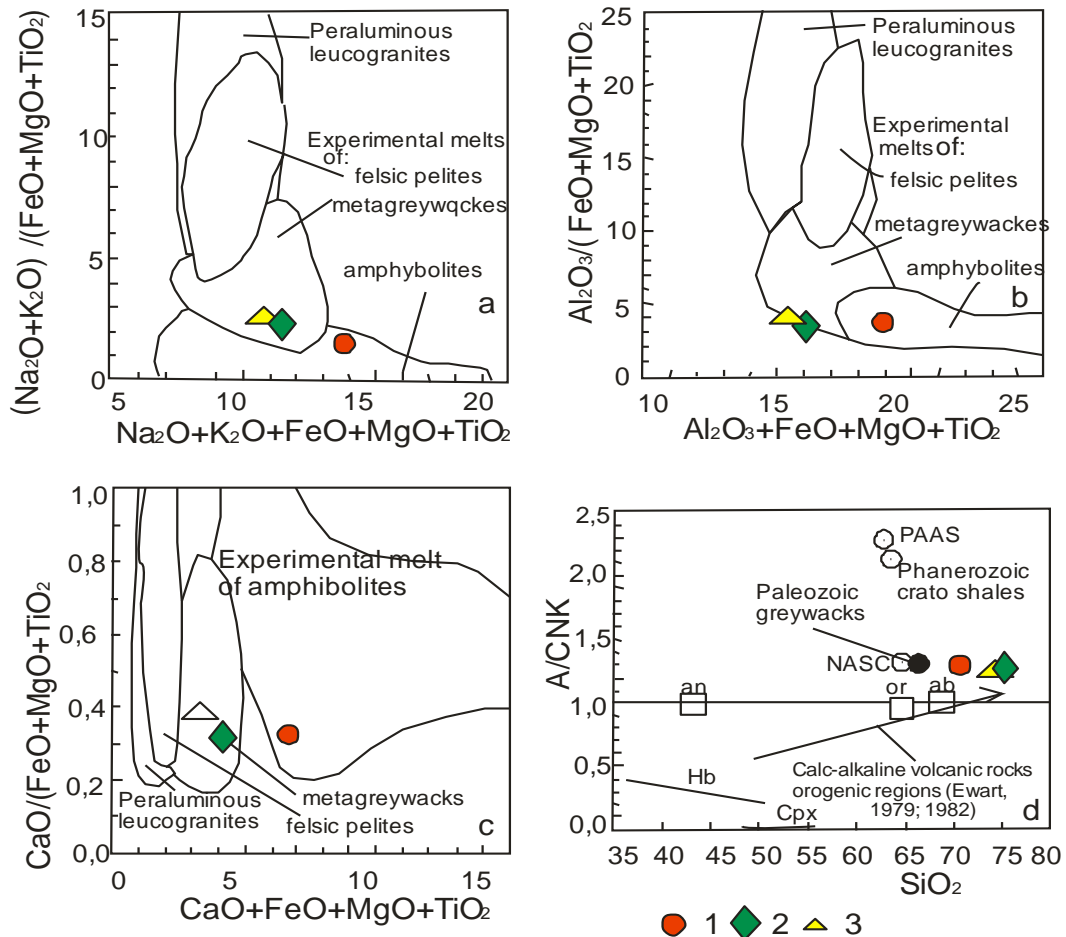 15
10
5
0
(Na₂O+K₂O) /(FeO+MgO+TiO₂)
Peraluminous
leucogranites
Experimental melts
of:
felsic pelites
metagreywqckes
amphybolites
a
5
10
15
20
Na₂O+K₂O+FeO+MgO+TiO₂
25
20
15
10
5
0
Al₂O₃/( FeO+MgO+TiO₂
Peraluminous
leucogranites
Experimental
melts of:
felsic pelites
metagreywackes
amphybolites
b
10
15
20
25
Al₂O₃+FeO+MgO+TiO₂
1,0
0,8
0,6
0,4
0,2
0,0
CaO/(FeO+MgO+TiO₂
Experimental melt
of amphibolites
Peraluminous
leucogranites
metagreywacks
felsic pelites
c
0
5
10
15
CaO+FeO+MgO+TiO₂
2,5
2,0
1,5
1,0
0,5
0,0
A/CNK
PAAS
Phanerozoic
crato shales
Paleozoic
greywacks
NASC
an
or
ab
Hb
Cpx
Calc-alkaline volcanic rocks
orogenic regions (Ewart,
1979; 1982)
d
35
45
50
55
60
65
70
75
80
SiO₂
1
2
3